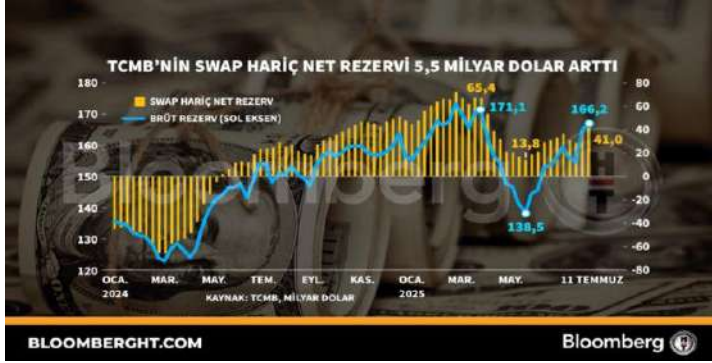 TCMB'NİN SWAP HARİÇ NET REZERVİ 5,5 MİLYAR DOLAR ARTTI
180 80
SWAP HARİÇ NET REZERV
BRÜT REZERV (SOL EKSEN)
65,4
171,1
166,2
170 60
160 40
13,8
41,0
20
150 0
140 -20
138,5
-40
130 -60
120 -80
OCA. MAR. MAY. TEM. EYL. KAS. OCA. MAR. MAY. 11 TEMMUZ
2024 2025
KAYNAK: TCMB, MİLYAR DOLAR
Bloomberg
BLOOMBERGHT.COM
Bloomberg HT